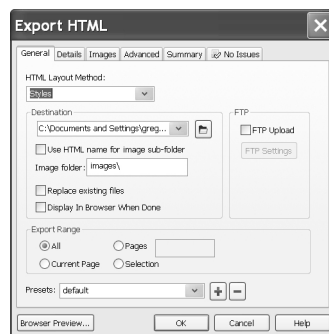 Export HTML
General Details Images Advanced Summary No Issues
HTML Layout Method:
Styles
Destination
C:\Documents and Settings\greg...
Use HTML name for image sub-folder
Image folder: images\
Replace existing files
Display In Browser When Done
FTP
FTP Upload
FTP Settings
Export Range
All Pages
Current Page Selection
Presets: default
Browser Preview... OK Cancel Help